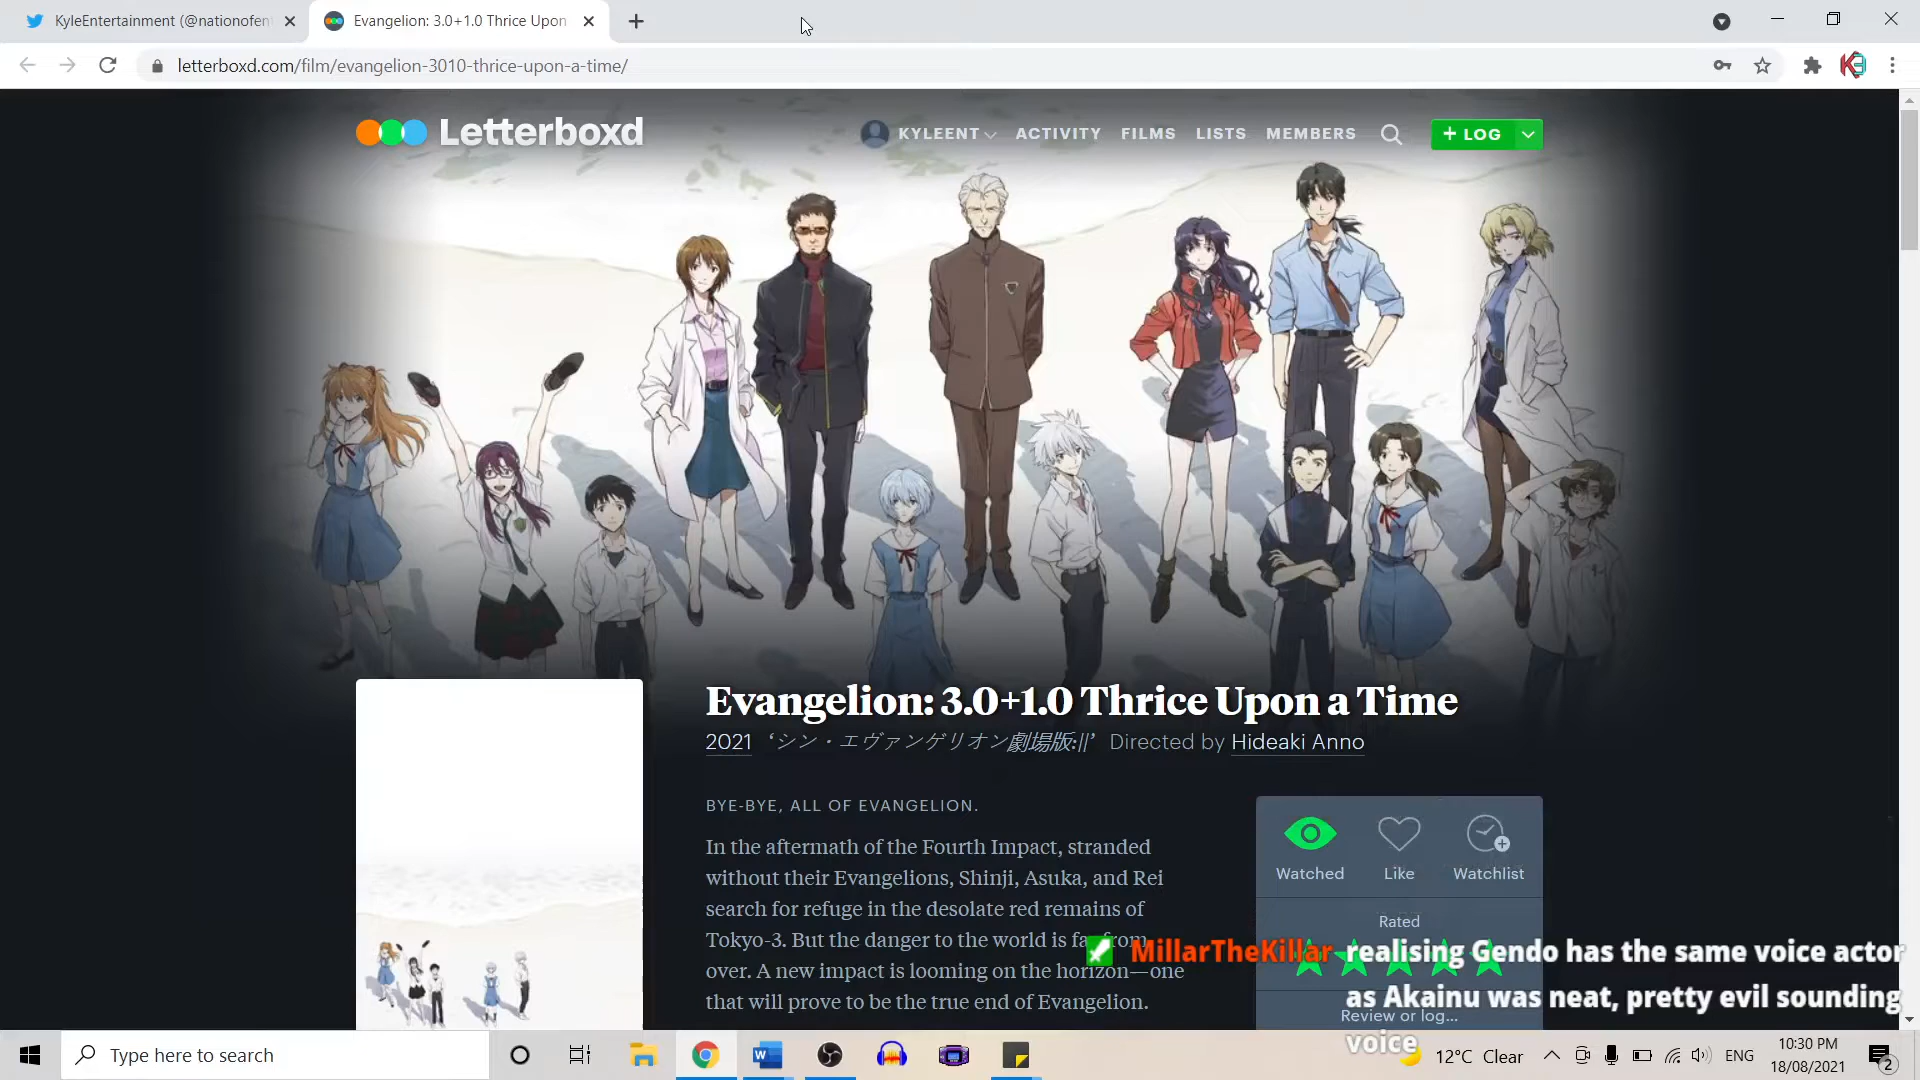 KyleEntertainment (@nationofen
Evangelion: 3.0+1.0 Thrice Upon
letterboxd.com/film/evangelion-3010-thrice-upon-a-time/
Letterboxd
KYLEENT
ACTIVITY
FILMS
LISTS
MEMBERS
+ LOG
Evangelion: 3.0+1.0 Thrice Upon a Time
2021 ‘シン・エヴァンゲリオン劇場版:||’ Directed by Hideaki Anno
BYE-BYE, ALL OF EVANGELION.
In the aftermath of the Fourth Impact, stranded
without their Evangelions, Shinji, Asuka, and Rei
search for refuge in the desolate red remains of
Tokyo-3. But the danger to the world is far from
over. A new impact is looming on the horizon—one
that will prove to be the true end of Evangelion.
Watched
Like
Watchlist
Rated
Review or log...
MillarTheKillar realising Gendo has the same voice actor
as Akainu was neat, pretty evil sounding
voice
Type here to search
12°C Clear
ENG
10:30 PM
18/08/2021
2